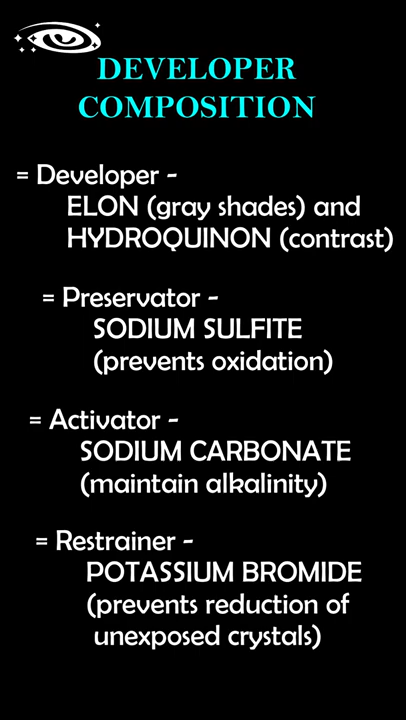 DEVELOPER
COMPOSITION
= Developer -
ELON (gray shades) and
HYDROQUINON (contrast)
= Preservator -
SODIUM SULFITE
(prevents oxidation)
= Activator -
SODIUM CARBONATE
(maintain alkalinity)
= Restrainer -
POTASSIUM BROMIDE
(prevents reduction of
unexposed crystals)